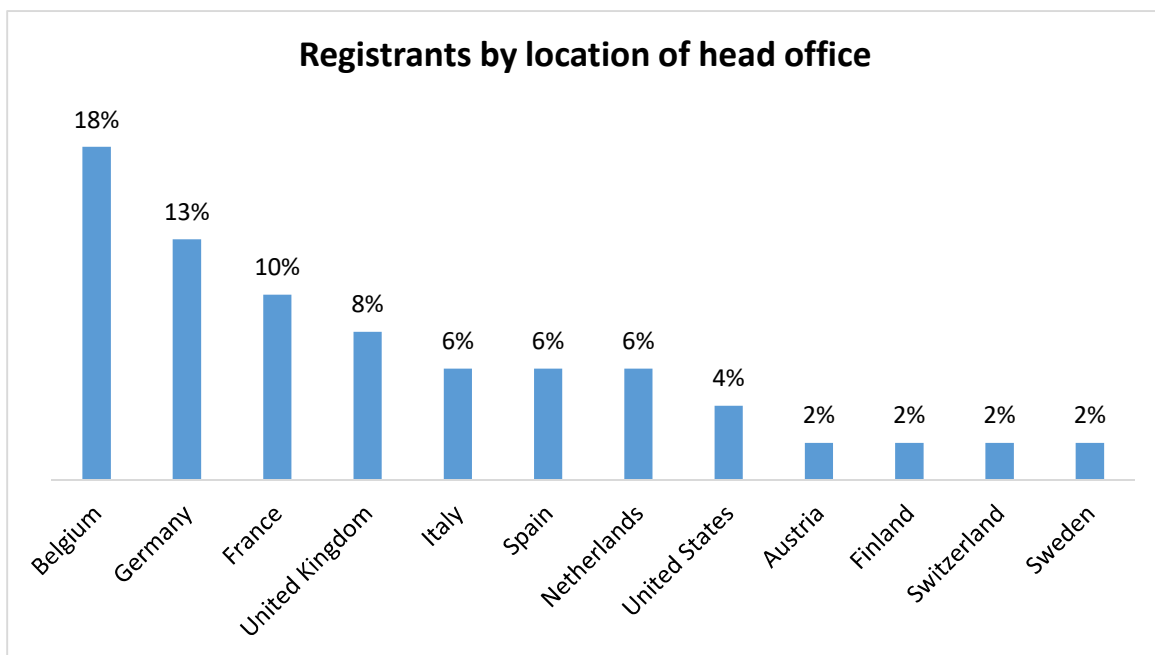 Registrants by location of head office
18%
13%
10%
8%
6%
6%
6%
4%
2%
2%
2%
2%
Belgium
Germany
France
United Kingdom
Italy
Spain
Netherlands
United States
Austria
Finland
Switzerland
Sweden